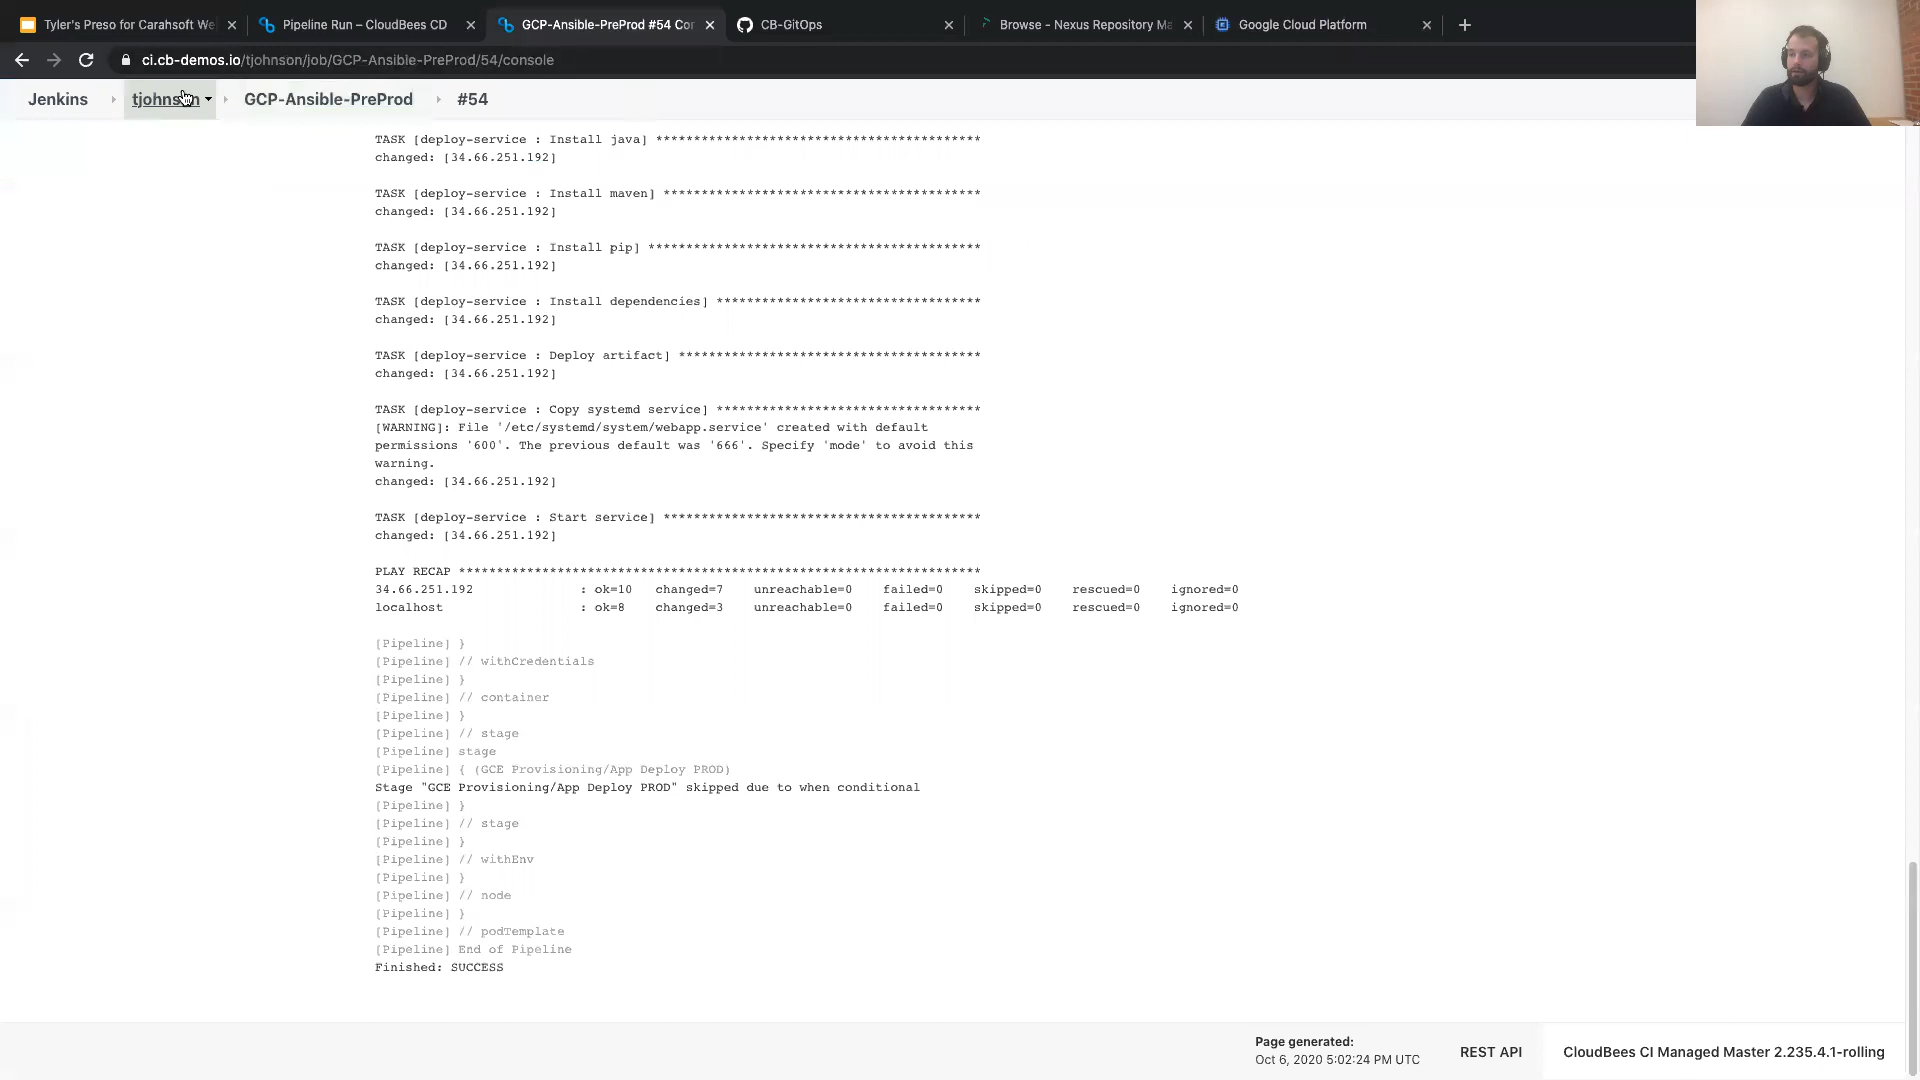 Tyler's Preso for Carahsoft We
Pipeline Run – CloudBees CD
GCP-Ansible-PreProd #54 Cor
CB-GitOps
Browse - Nexus Repository Ma
Google Cloud Platform
ci.cb-demos.io/tjohnson/job/GCP-Ansible-PreProd/54/console
Jenkins
tjohnson
GCP-Ansible-PreProd
#54
TASK [deploy-service : Install java] *******************************************
changed: [34.66.251.192]
TASK [deploy-service : Install maven] ******************************************
changed: [34.66.251.192]
TASK [deploy-service : Install pip] ********************************************
changed: [34.66.251.192]
TASK [deploy-service : Install dependencies] ***********************************
changed: [34.66.251.192]
TASK [deploy-service : Deploy artifact] ****************************************
changed: [34.66.251.192]
TASK [deploy-service : Copy systemd service] ***********************************
[WARNING]: File '/etc/systemd/system/webapp.service' created with default
permissions '600'. The previous default was '666'. Specify 'mode' to avoid this
warning.
changed: [34.66.251.192]
TASK [deploy-service : Start service] ******************************************
changed: [34.66.251.192]
PLAY RECAP *********************************************************************
34.66.251.192 : ok=10 changed=7 unreachable=0 failed=0 skipped=0 rescued=0 ignored=0
localhost : ok=8 changed=3 unreachable=0 failed=0 skipped=0 rescued=0 ignored=0
[Pipeline] }
[Pipeline] // withCredentials
[Pipeline] }
[Pipeline] // container
[Pipeline] }
[Pipeline] // stage
[Pipeline] stage
[Pipeline] { (GCE Provisioning/App Deploy PROD)
Stage "GCE Provisioning/App Deploy PROD" skipped due to when conditional
[Pipeline] }
[Pipeline] // stage
[Pipeline] }
[Pipeline] // withEnv
[Pipeline] }
[Pipeline] // node
[Pipeline] }
[Pipeline] // podTemplate
[Pipeline] End of Pipeline
Finished: SUCCESS
Page generated:
Oct 6, 2020 5:02:24 PM UTC
REST API
CloudBees CI Managed Master 2.235.4.1-rolling